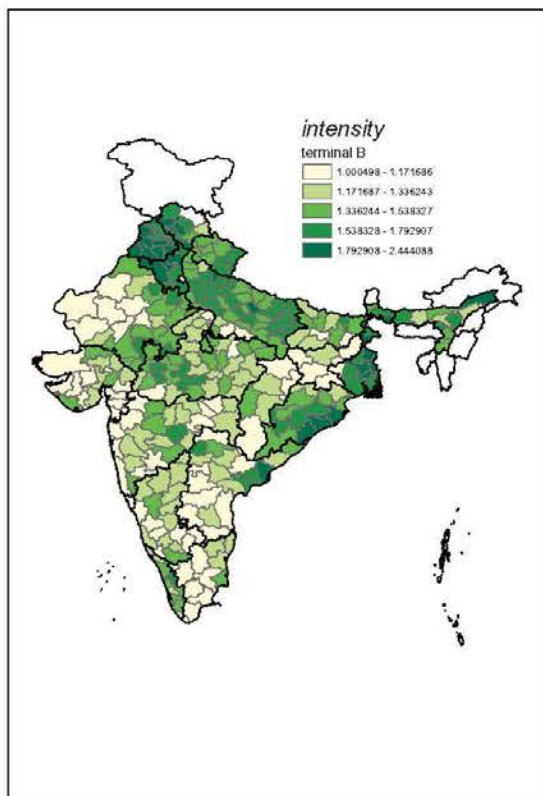 intensity
terminal B
1.000498 - 1.171686
1.171687 - 1.336243
1.336244 - 1.538327
1.538328 - 1.792907
1.792908 - 2.444088